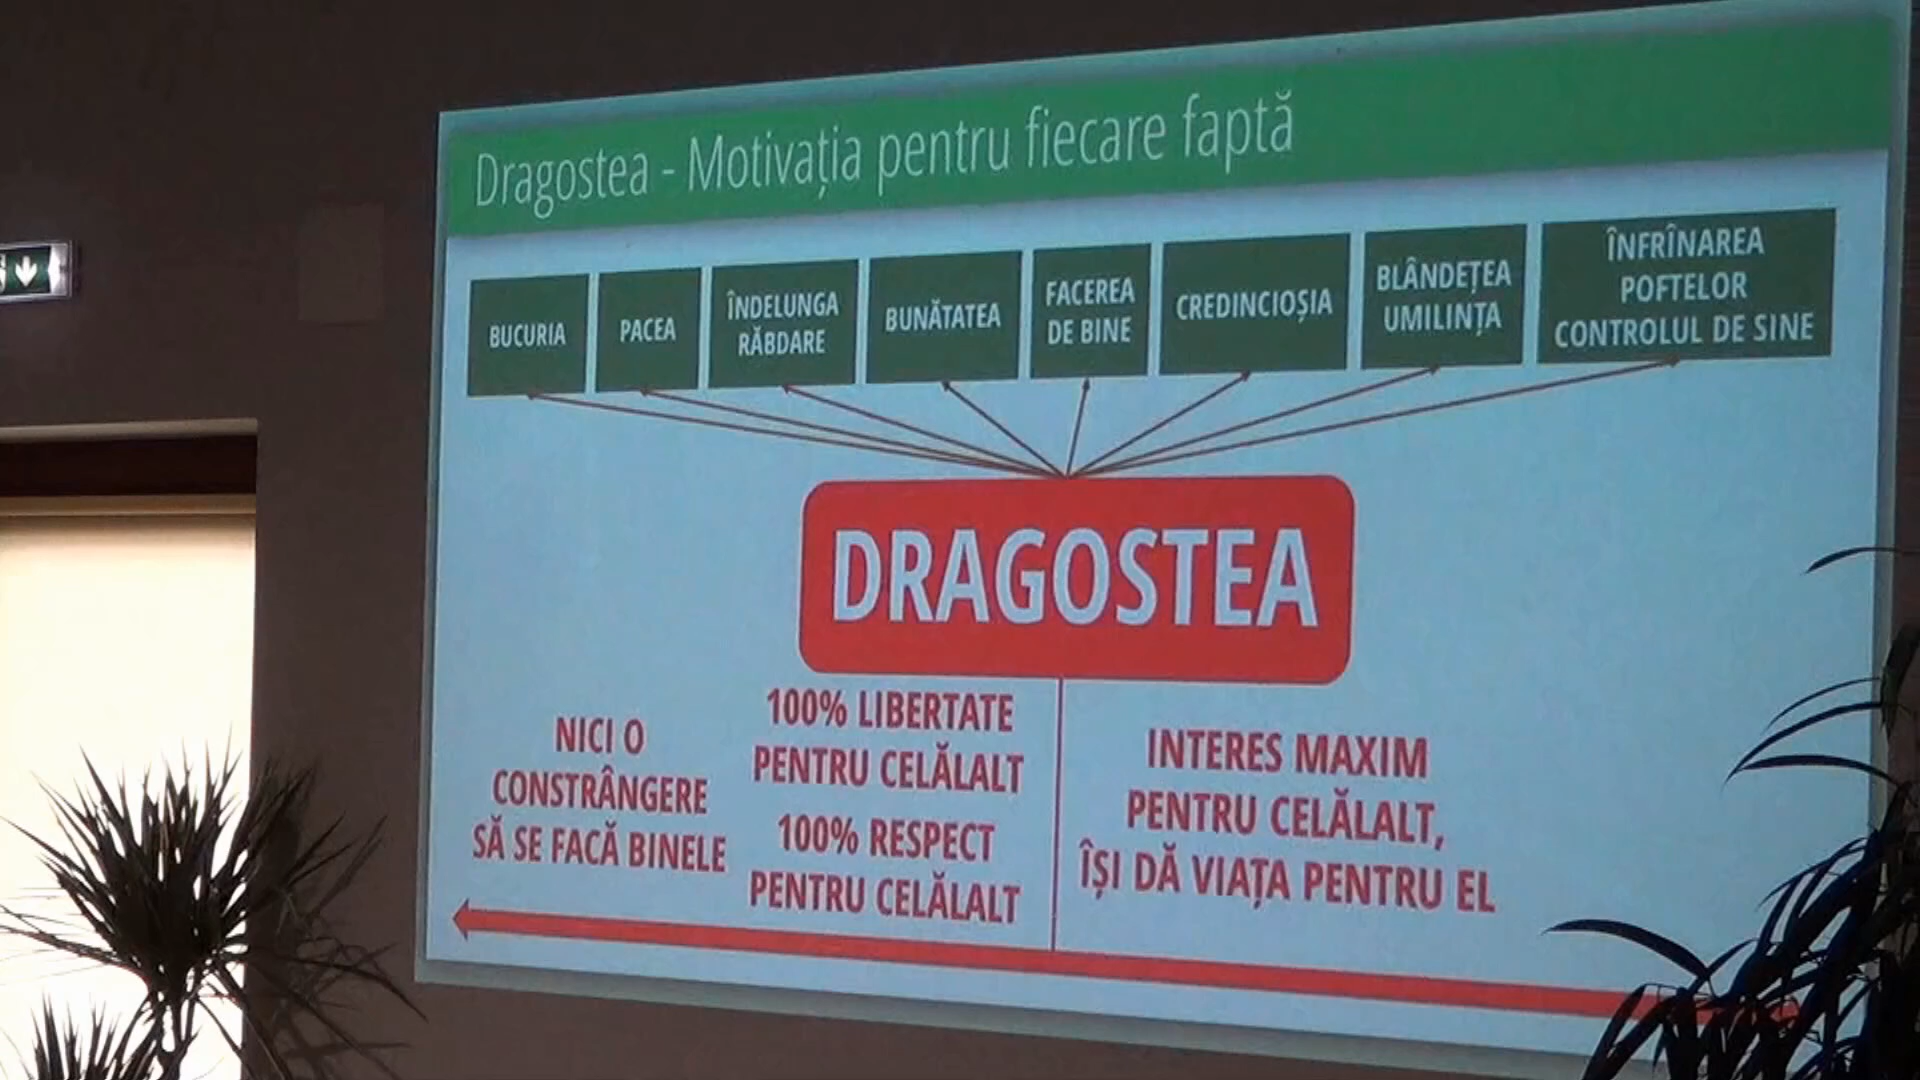 Dragostea - Motivația pentru fiecare faptă
BUCURIA
PACEA
ÎNDELUNGA
RĂBDARE
BUNĂTATEA
FACEREA
DE BINE
CREDINCIOȘIA
BLÂNDEȚEA
UMILINȚA
ÎNFRÎNAREA
POFTELOR
CONTROLUL DE SINE
DRAGOSTEA
NICI O
CONSTRÂNGERE
SĂ SE FACĂ BINELE
100% LIBERTATE
PENTRU CELĂLALT
100% RESPECT
PENTRU CELĂLALT
INTERES MAXIM
PENTRU CELĂLALT,
ÎȘI DĂ VIAȚA PENTRU EL